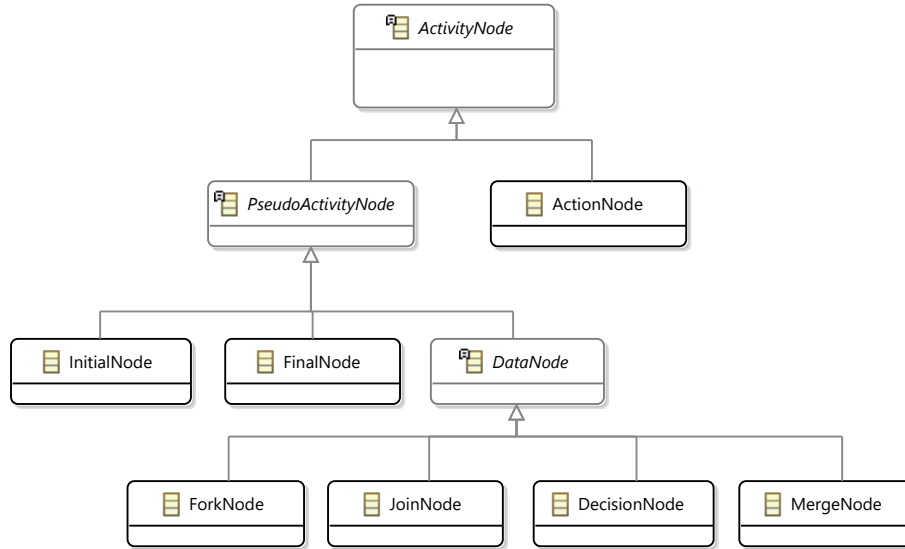 ActivityNode
PseudoActivityNode
ActionNode
InitialNode
FinalNode
DataNode
ForkNode
JoinNode
DecisionNode
MergeNode